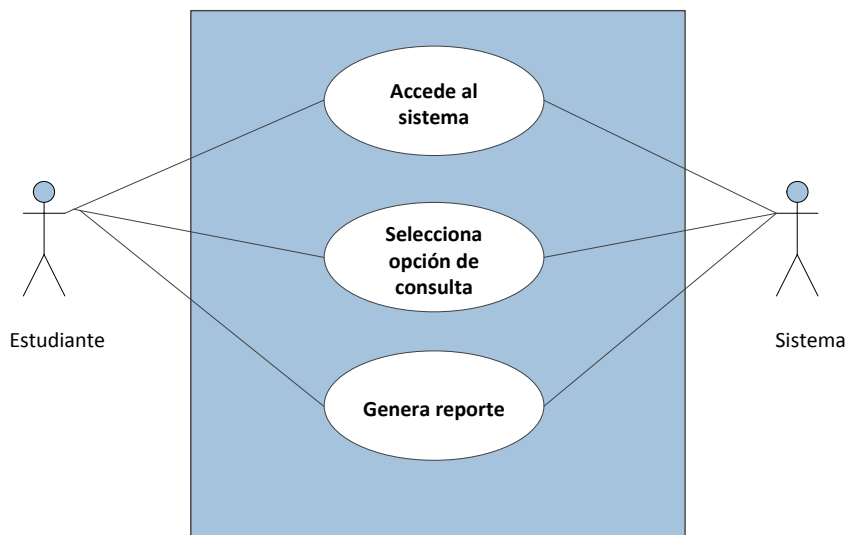 Accede al
sistema
Selecciona
opción de
consulta
Estudiante
Sistema
Genera reporte